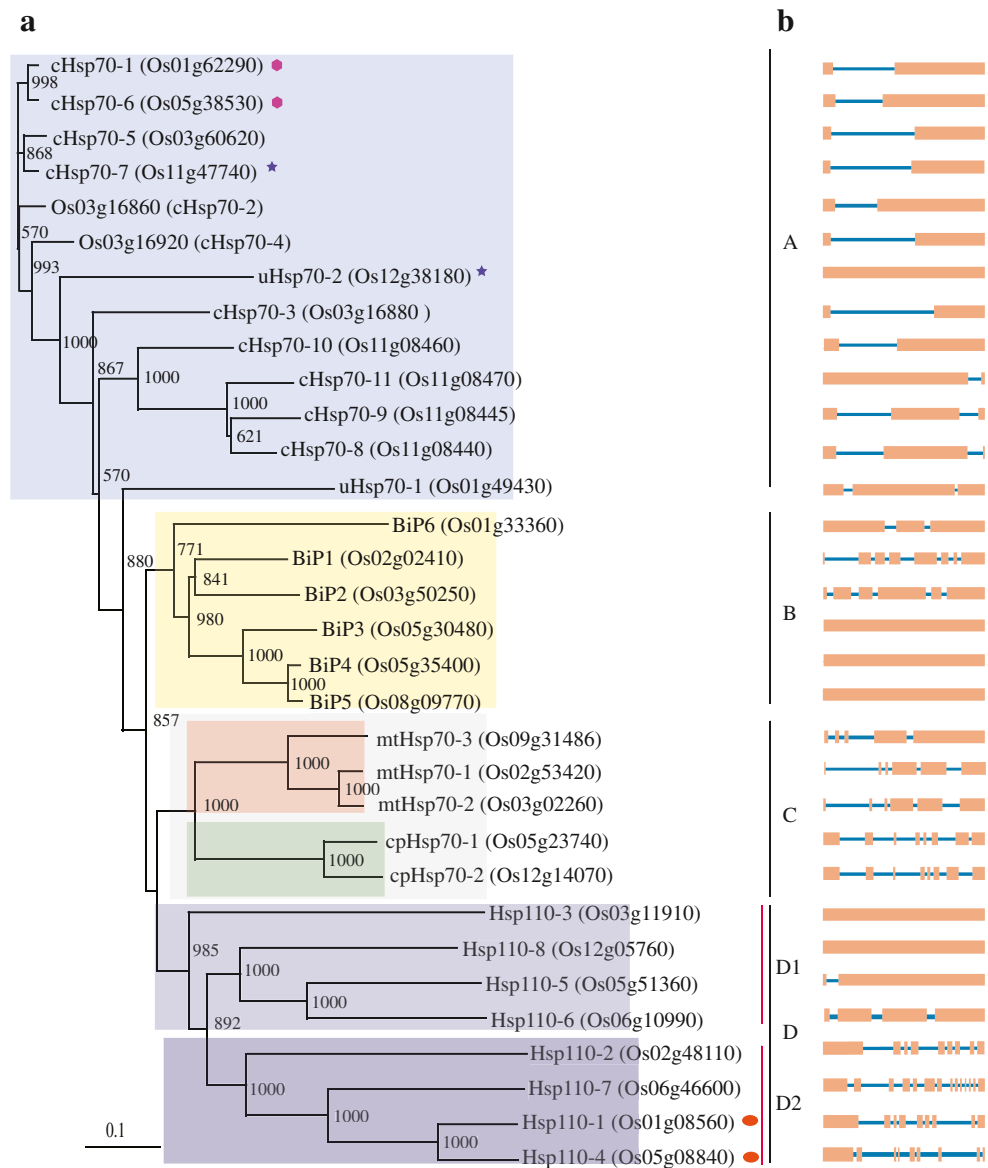 a
b
cHsp70-1 (Os01g62290)
998
cHsp70-6 (Os05g38530)
cHsp70-5 (Os03g60620)
868
cHsp70-7 (Os11g47740)
Os03g16860 (cHsp70-2)
570
Os03g16920 (cHsp70-4)
A
993
uHsp70-2 (Os12g38180)
cHsp70-3 (Os03g16880 )
1000
cHsp70-10 (Os11g08460)
867
1000
cHsp70-11 (Os11g08470)
1000
cHsp70-9 (Os11g08445)
621
cHsp70-8 (Os11g08440)
570
uHsp70-1 (Os01g49430)
BiP6 (Os01g33360)
771
880
BiP1 (Os02g02410)
841
BiP2 (Os03g50250)
B
980
BiP3 (Os05g30480)
1000
BiP4 (Os05g35400)
1000
BiP5 (Os08g09770)
857
mtHsp70-3 (Os09g31486)
1000
mtHsp70-1 (Os02g53420)
1000
1000
mtHsp70-2 (Os03g02260)
C
cpHsp70-1 (Os05g23740)
1000
cpHsp70-2 (Os12g14070)
Hsp110-3 (Os03g11910)
985
Hsp110-8 (Os12g05760)
D1
1000
Hsp110-5 (Os05g51360)
1000
Hsp110-6 (Os06g10990)
892
D
Hsp110-2 (Os02g48110)
1000
Hsp110-7 (Os06g46600)
D2
1000
Hsp110-1 (Os01g08560)
0.1
1000
Hsp110-4 (Os05g08840)